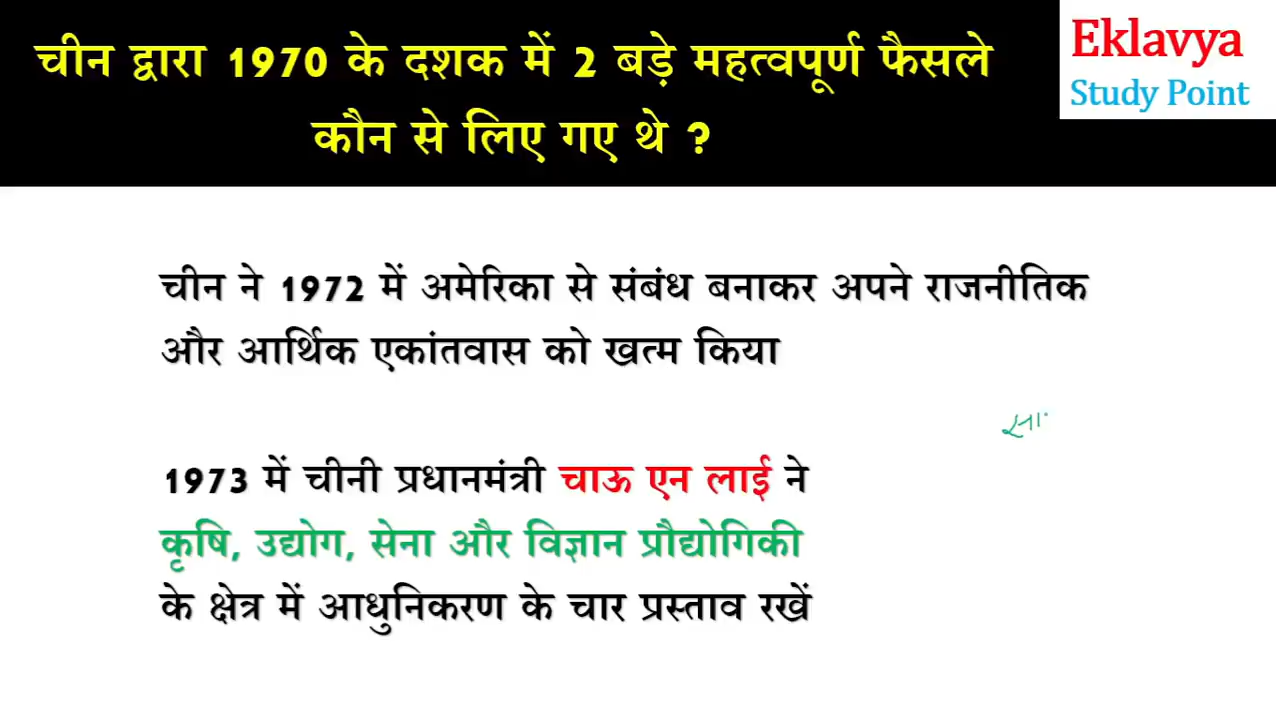 चीन द्वारा 1970 के दशक में 2 बड़े महत्वपूर्ण फैसले
कौन से लिए गए थे ?
Eklavya
Study Point
चीन ने 1972 में अमेरिका से संबंध बनाकर अपने राजनीतिक
और आर्थिक एकांतवास को खत्म किया
1973 में चीनी प्रधानमंत्री चाऊ एन लाई ने
कृषि, उद्योग, सेना और विज्ञान प्रौद्योगिकी
के क्षेत्र में आधुनिकरण के चार प्रस्ताव रखें